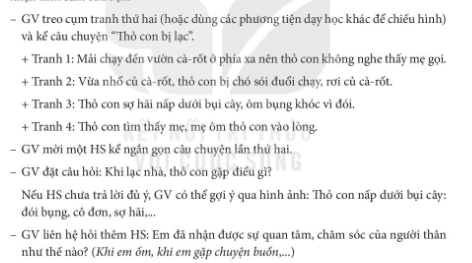 – GV treo cụm tranh thứ hai (hoặc dùng các phương tiện dạy học khác để chiếu hình)
và kể câu chuyện “Thỏ con bị lạc”.
+ Tranh 1: Mải chạy đến vườn cà-rốt ở phía xa nên thỏ con không nghe thấy mẹ gọi.
+ Tranh 2: Vừa nhổ củ cà-rốt, thỏ con bị chó sói đuổi chạy, rơi củ cà-rốt.
+ Tranh 3: Thỏ con sợ hãi nấp dưới bụi cây, ôm bụng khóc vì đói.
+ Tranh 4: Thỏ con tìm thấy mẹ, mẹ ôm thỏ con vào lòng.
– GV mời một HS kể ngắn gọn câu chuyện lần thứ hai.
– GV đặt câu hỏi: Khi lạc nhà, thỏ con gặp điều gì?
Nếu HS chưa trả lời đủ ý, GV có thể gợi ý qua hình ảnh: Thỏ con nấp dưới bụi cây:
đói bụng, cô đơn, sợ hãi,...
– GV liên hệ hỏi thêm HS: Em đã nhận được sự quan tâm, chăm sóc của người thân
như thế nào? (Khi em ốm, khi em gặp chuyện buồn,...)
KẾT NỐI TRI THỨC
VỚI CUỘC SỐNG